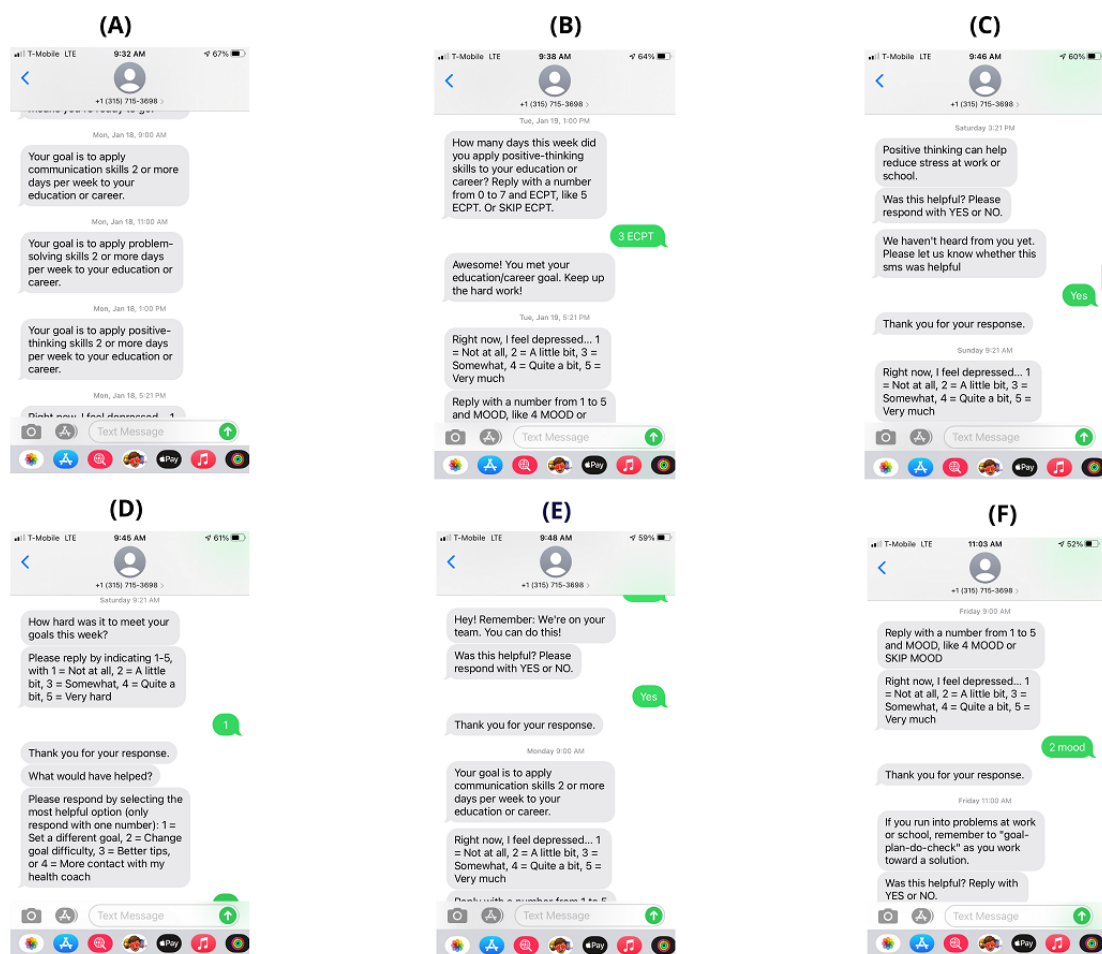 (A)
T-Mobile LTE 9:32 AM 67%
+1 (315) 715-3698 >
means you're ready to go.
Mon, Jan 18, 9:00 AM
Your goal is to apply
communication skills 2 or more
days per week to your
education or career.
Mon, Jan 18, 11:00 AM
Your goal is to apply problem-
solving skills 2 or more days
per week to your education or
career.
Mon, Jan 18, 1:00 PM
Your goal is to apply positive-
thinking skills 2 or more days
per week to your education or
career.
Mon, Jan 18, 5:21 PM
Right now, I feel depressed... 1
Text Message
Pay
(B)
T-Mobile LTE 9:38 AM 64%
+1 (315) 715-3698 >
Tue, Jan 19, 1:00 PM
How many days this week did
you apply positive-thinking
skills to your education or
career? Reply with a number
from 0 to 7 and ECPT, like 5
ECPT. Or SKIP ECPT.
3 ECPT
Awesome! You met your
education/career goal. Keep up
the hard work!
Tue, Jan 19, 5:21 PM
Right now, I feel depressed... 1
= Not at all, 2 = A little bit, 3 =
Somewhat, 4 = Quite a bit, 5 =
Very much
Reply with a number from 1 to 5
and MOOD, like 4 MOOD or
Text Message
Pay
(C)
T-Mobile LTE 9:46 AM 60%
+1 (315) 715-3698 >
Saturday 3:21 PM
Positive thinking can help
reduce stress at work or
school.
Was this helpful? Please
respond with YES or NO.
We haven't heard from you yet.
Please let us know whether this
sms was helpful
Yes
Thank you for your response.
Sunday 9:21 AM
Right now, I feel depressed... 1
= Not at all, 2 = A little bit, 3 =
Somewhat, 4 = Quite a bit, 5 =
Very much
Text Message
Pay
(D)
T-Mobile LTE 9:45 AM 61%
+1 (315) 715-3698 >
Saturday 9:21 AM
How hard was it to meet your
goals this week?
Please reply by indicating 1-5,
with 1 = Not at all, 2 = A little
bit, 3 = Somewhat, 4 = Quite a
bit, 5 = Very hard
1
Thank you for your response.
What would have helped?
Please respond by selecting the
most helpful option (only
respond with one number): 1 =
Set a different goal, 2 = Change
goal difficulty, 3 = Better tips,
or 4 = More contact with my
health coach
Text Message
Pay
(E)
T-Mobile LTE 9:48 AM 59%
+1 (315) 715-3698 >
Hey! Remember: We're on your
team. You can do this!
Was this helpful? Please
respond with YES or NO.
Yes
Thank you for your response.
Monday 9:00 AM
Your goal is to apply
communication skills 2 or more
days per week to your
education or career.
Right now, I feel depressed... 1
= Not at all, 2 = A little bit, 3 =
Somewhat, 4 = Quite a bit, 5 =
Very much
Reply with a number from 1 to 5
Text Message
Pay
(F)
T-Mobile LTE 11:03 AM 52%
+1 (315) 715-3698 >
Friday 9:00 AM
Reply with a number from 1 to 5
and MOOD, like 4 MOOD or
SKIP MOOD
Right now, I feel depressed... 1
= Not at all, 2 = A little bit, 3 =
Somewhat, 4 = Quite a bit, 5 =
Very much
2 mood
Thank you for your response.
Friday 11:00 AM
If you run into problems at work
or school, remember to "goal-
plan-do-check" as you work
toward a solution.
Was this helpful? Reply with
YES or NO.
Text Message
Pay